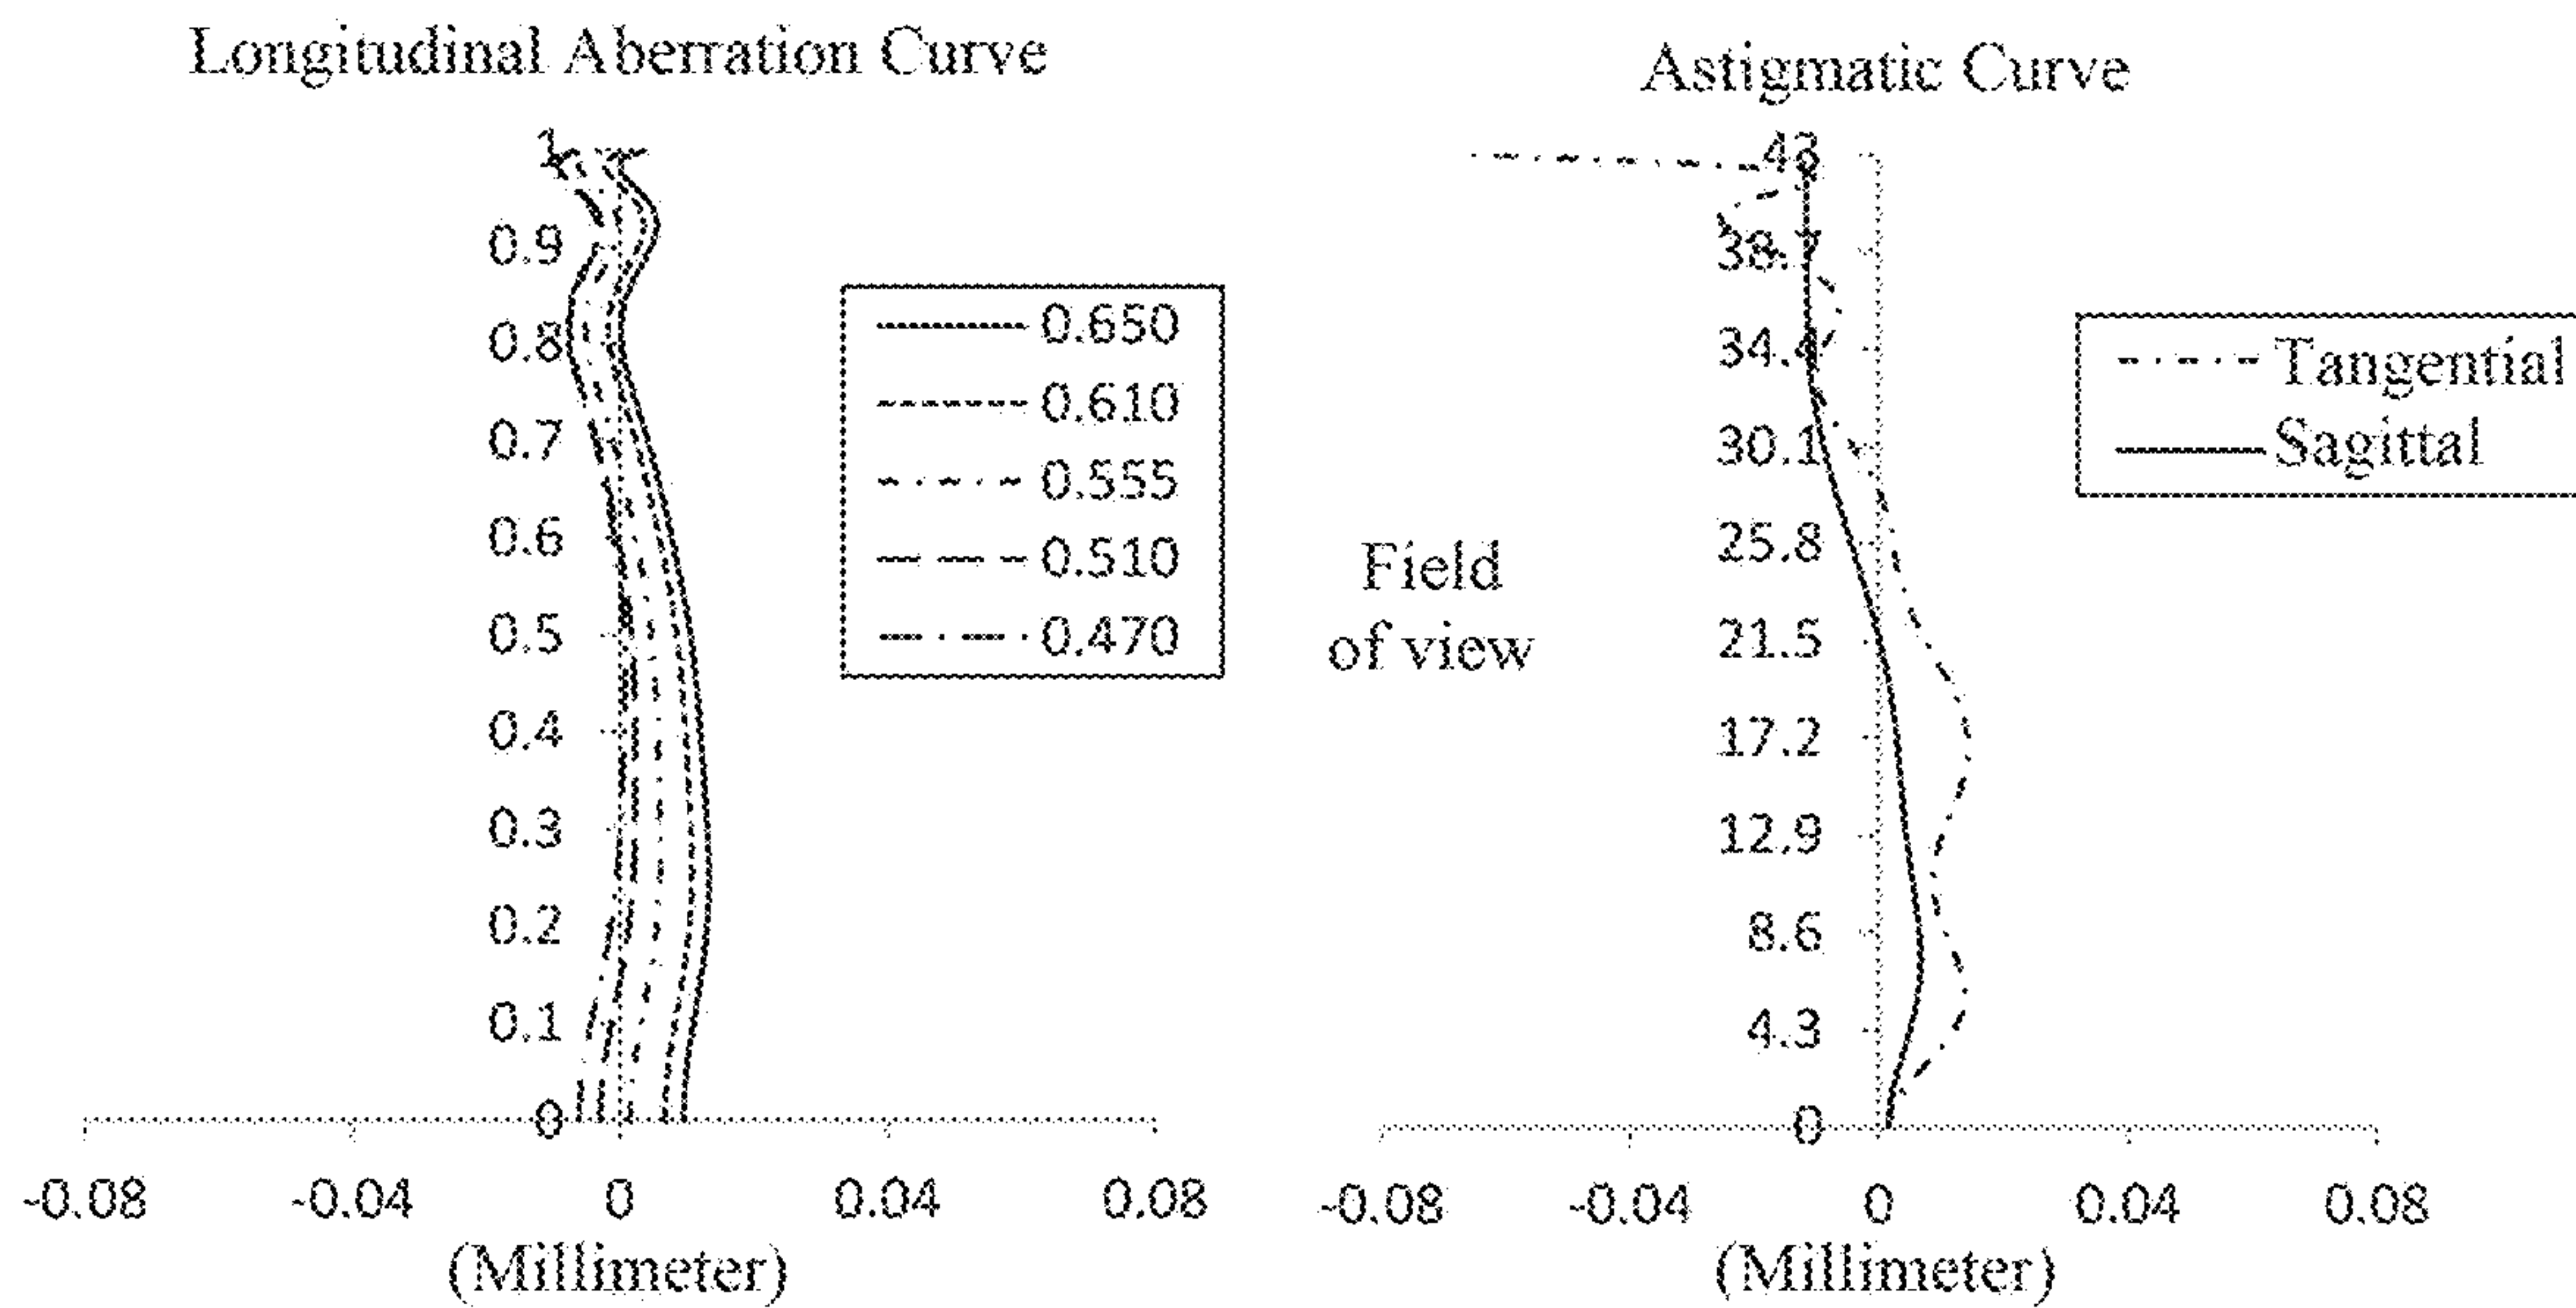 Longitudinal Aberration Curve
1
0.9
0.8
0.7
0.6
0.5
0.4
0.3
0.2
0.1
0
-0.08 -0.04 0 0.04 0.08
(Millimeter)
0.650
0.610
0.555
0.510
0.470
Astigmatic Curve
Field
of view
43
38.7
34.4
30.1
25.8
21.5
17.2
12.9
8.6
4.3
0
-0.08 -0.04 0 0.04 0.08
(Millimeter)
Tangential
Sagittal